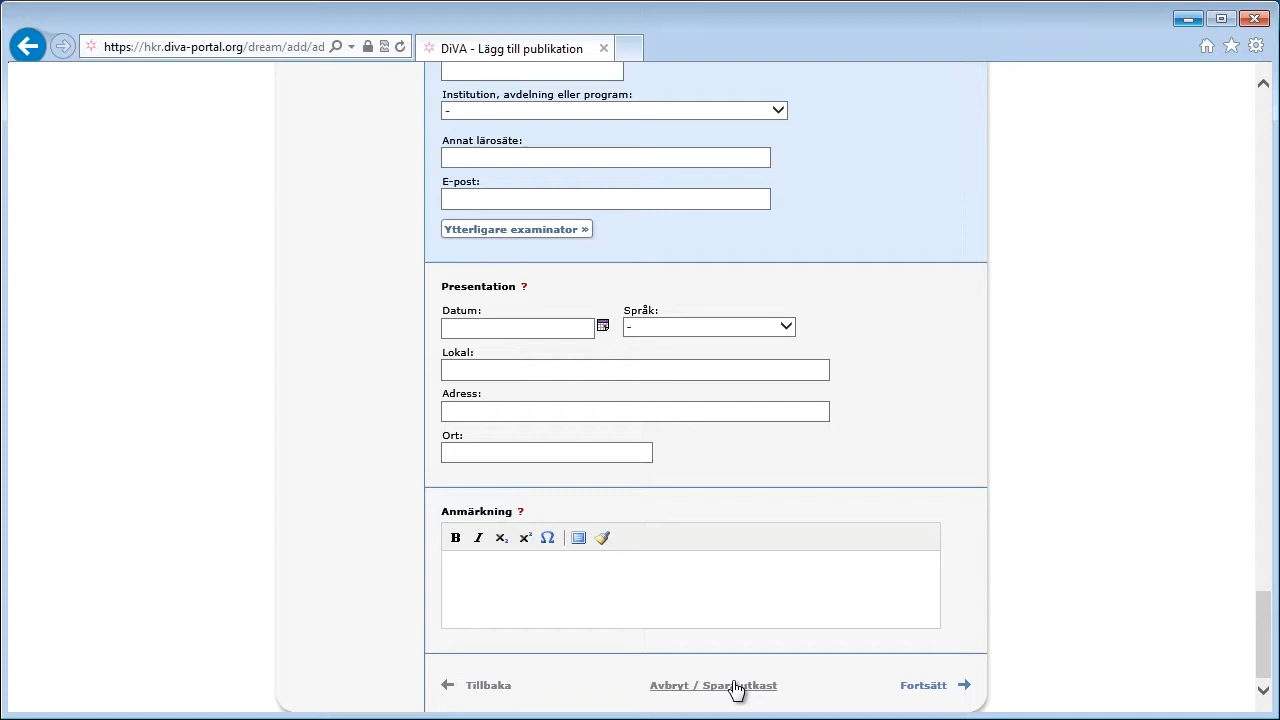 https://hkr.diva-portal.org/dream/add/ad
DiVA - Lägg till publikation
Institution, avdelning eller program:
-
Annat lärosäte:
E-post:
Ytterligare examinator »
Presentation ?
Datum: Språk:
-
Lokal:
Adress:
Ort:
Anmärkning ?
B I x₂ x² Ω
Tillbaka Avbryt / Spara utkast Fortsätt